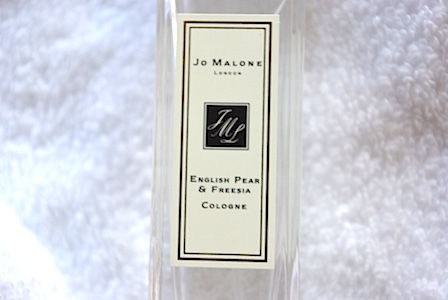 Jo Malone
London
JML
English Pear
& Freesia
Cologne